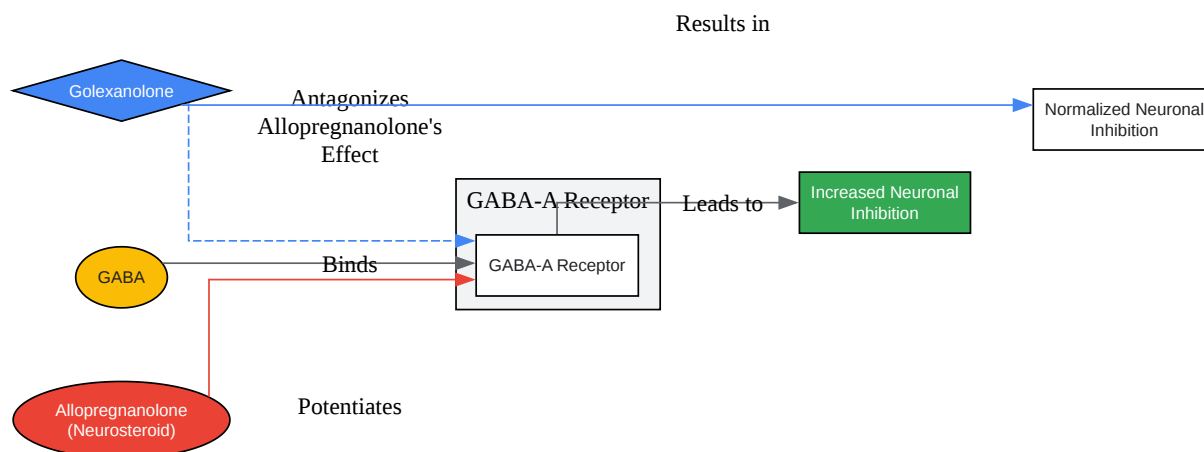 Results in
Golexanolone
Antagonizes
Allopregnanolone's
Effect
Normalized Neuronal
Inhibition
GABA-A Receptor
Leads to
Increased Neuronal
Inhibition
GABA
Binds
GABA-A Receptor
Allopregnanolone
(Neurosteroid)
Potentiates